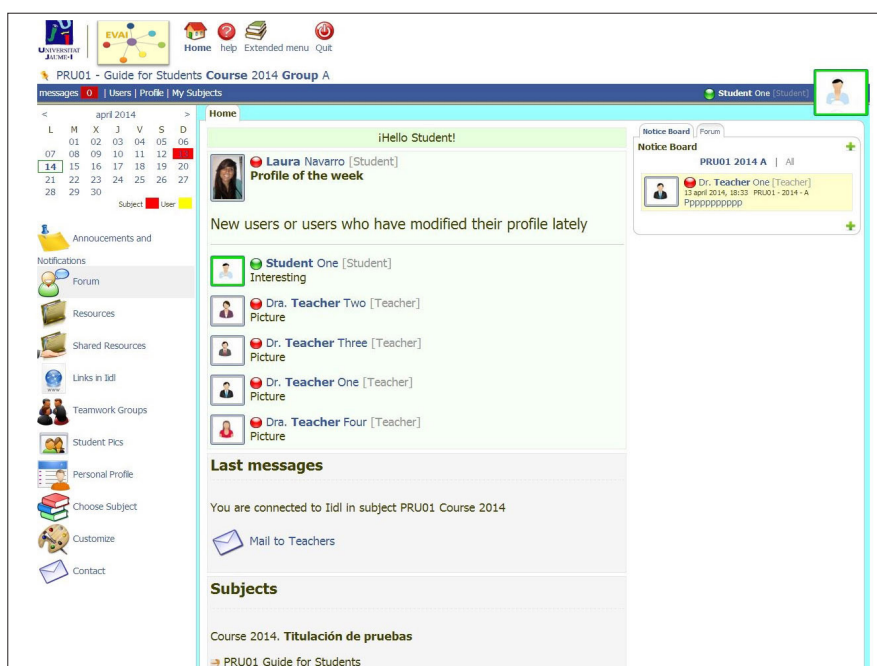 UNIVERSITAT
JAUME·I
EVAI
Home help Extended menu Quit
PRU01 - Guide for Students Course 2014 Group A
messages 0 | Users | Profile | My Subjects
Student One [Student]
< april 2014 >
L M X J V S D
01 02 03 04 05 06
07 08 09 10 11 12
14 15 16 17 18 19 20
21 22 23 24 25 26 27
28 29 30
Subject User
Annoucements and
Notifications
Forum
Resources
Shared Resources
Links in Iidl
www
Teamwork Groups
Student Pics
Personal Profile
Choose Subject
Customize
Contact
Home
¡Hello Student!
Laura Navarro [Student]
Profile of the week
New users or users who have modified their profile lately
Student One [Student]
Interesting
Dra. Teacher Two [Teacher]
Picture
Dr. Teacher Three [Teacher]
Picture
Dr. Teacher One [Teacher]
Picture
Dra. Teacher Four [Teacher]
Picture
Last messages
You are connected to Iidl in subject PRU01 Course 2014
Mail to Teachers
Subjects
Course 2014. Titulación de pruebas
PRU01 Guide for Students
Notice Board Forum
Notice Board
PRU01 2014 A | All
Dr. Teacher One [Teacher]
13 april 2014, 18:33 PRU01 - 2014 - A
Ppppppppppp